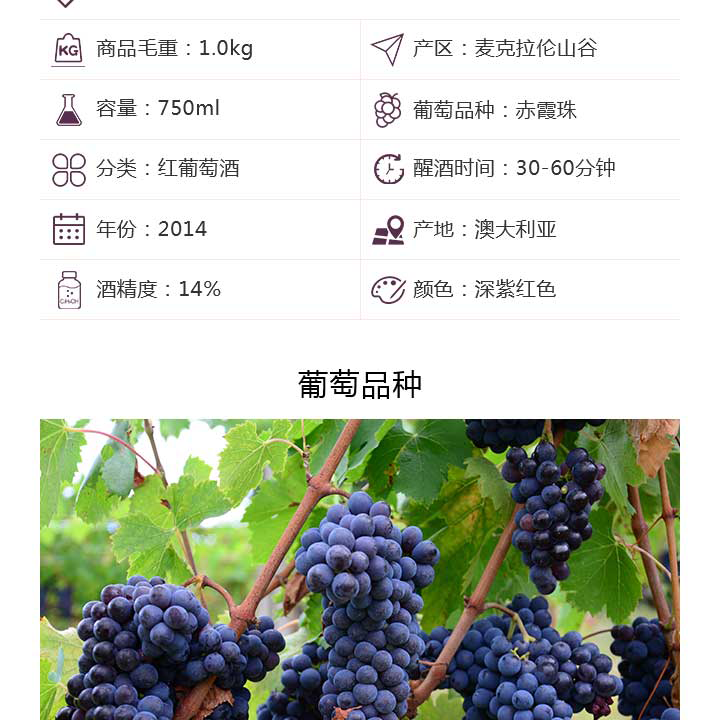 KG 商品毛重：1.0kg 产区：麦克拉伦山谷
容量：750ml 葡萄品种：赤霞珠
分类：红葡萄酒 醒酒时间：30-60分钟
年份：2014 产地：澳大利亚
酒精度：14% 颜色：深紫红色
葡萄品种